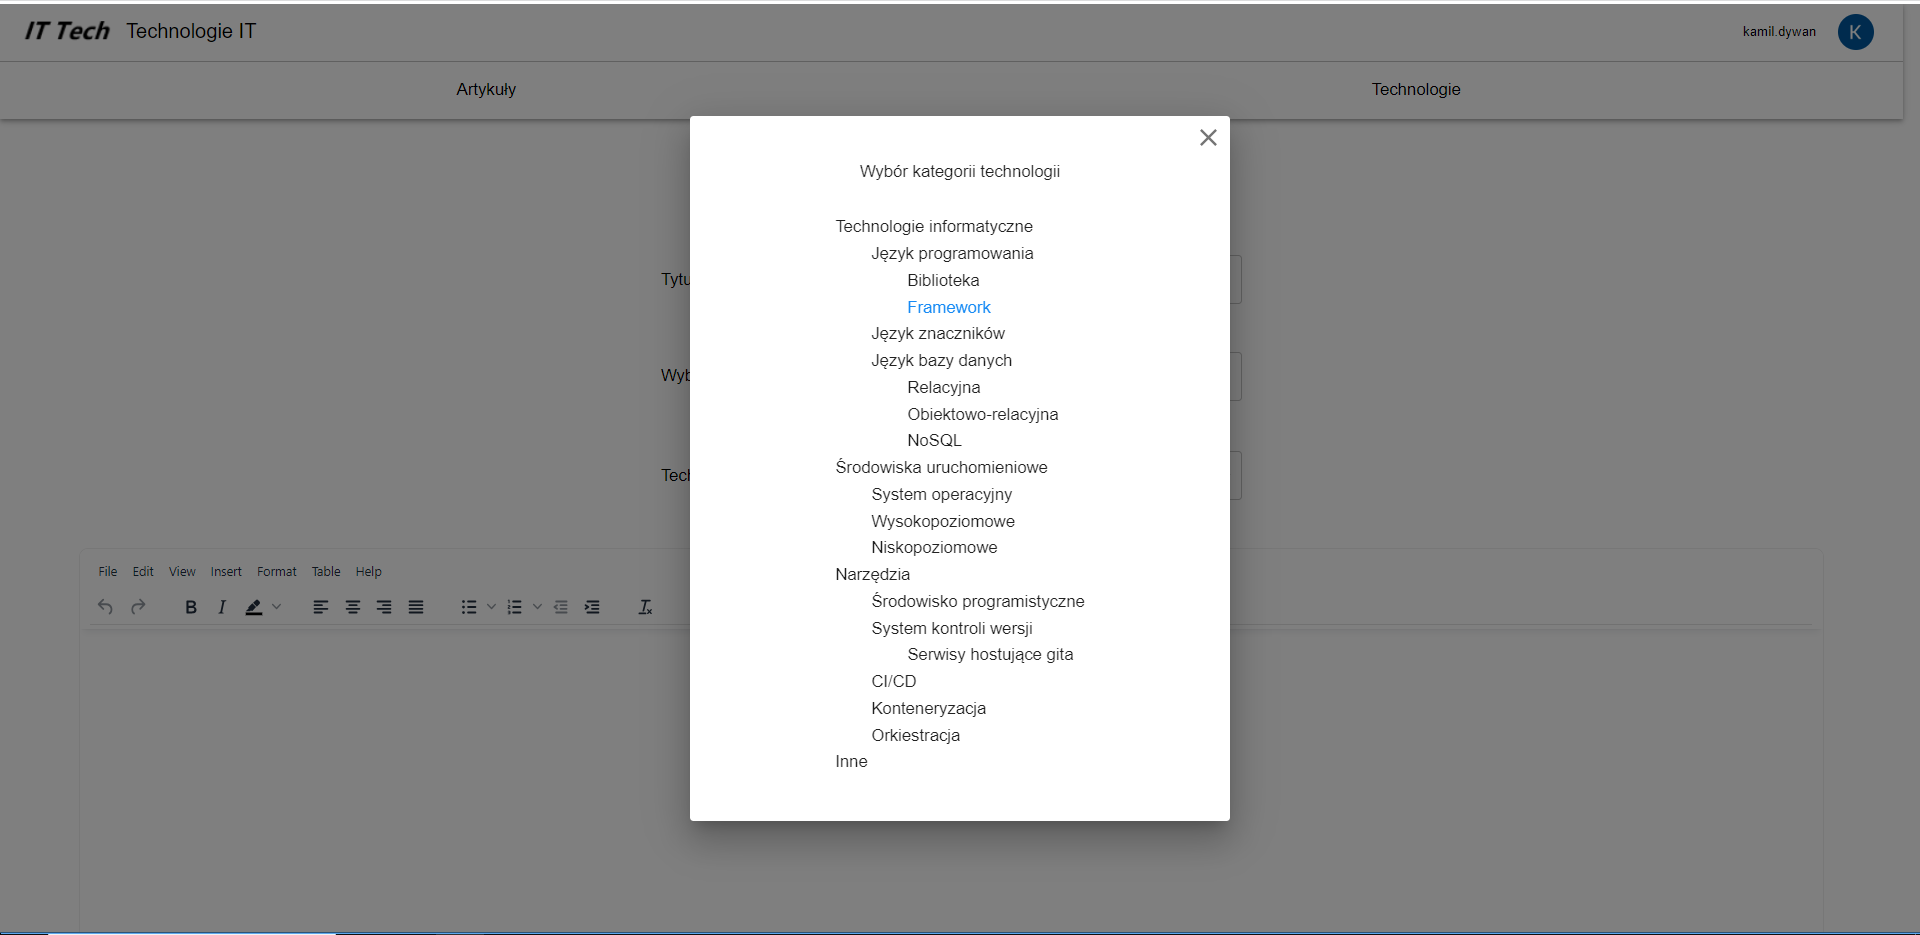 IT Tech Technologie IT kamil.dywan K
Artykuły Technologie
Wybór kategorii technologii
Technologie informatyczne
Język programowania
Biblioteka
Framework
Język znaczników
Język bazy danych
Relacyjna
Obiektowo-relacyjna
NoSQL
Środowiska uruchomieniowe
System operacyjny
Wysokopoziomowe
Niskopoziomowe
Narzędzia
Środowisko programistyczne
System kontroli wersji
Serwisy hostujące gita
CI/CD
Konteneryzacja
Orkiestracja
Inne
Tytu
Wyb
Tech
File Edit View Insert Format Table Help
B I